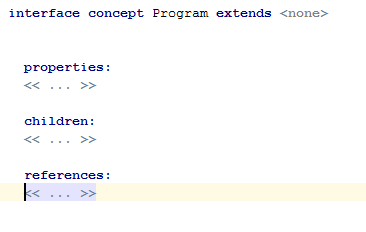 interface concept Program extends <none>
properties:
<< ... >>
children:
<< ... >>
references:
<< ... >>